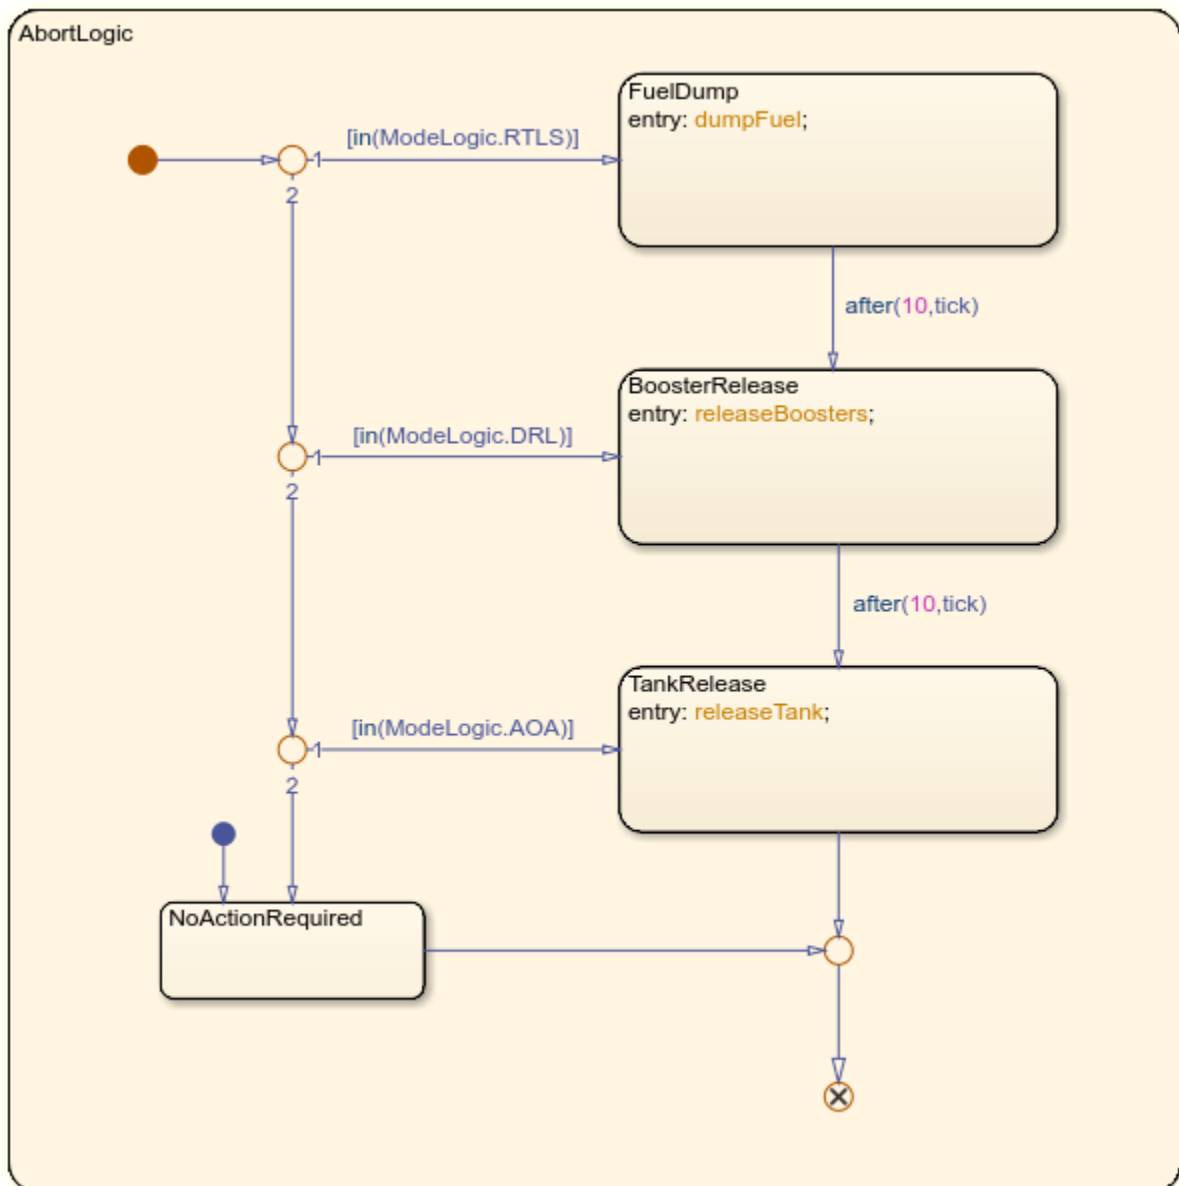 AbortLogic
FuelDump
entry: dumpFuel;
[in(ModeLogic.RTLS)]
1
2
after(10,tick)
BoosterRelease
entry: releaseBoosters;
[in(ModeLogic.DRL)]
1
2
after(10,tick)
TankRelease
entry: releaseTank;
[in(ModeLogic.AOA)]
1
2
NoActionRequired